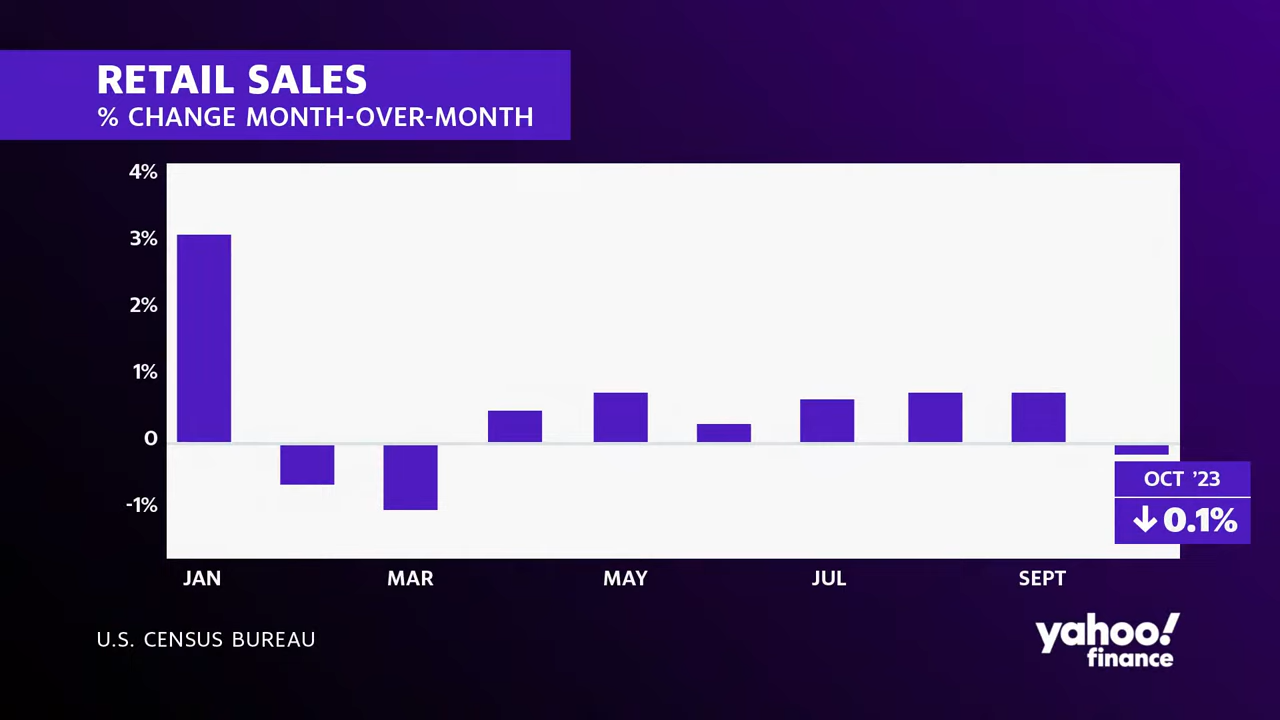 RETAIL SALES
% CHANGE MONTH-OVER-MONTH
4%
3%
2%
1%
0
-1%
OCT ’23
↓0.1%
JAN MAR MAY JUL SEPT
U.S. CENSUS BUREAU
yahoo!
finance